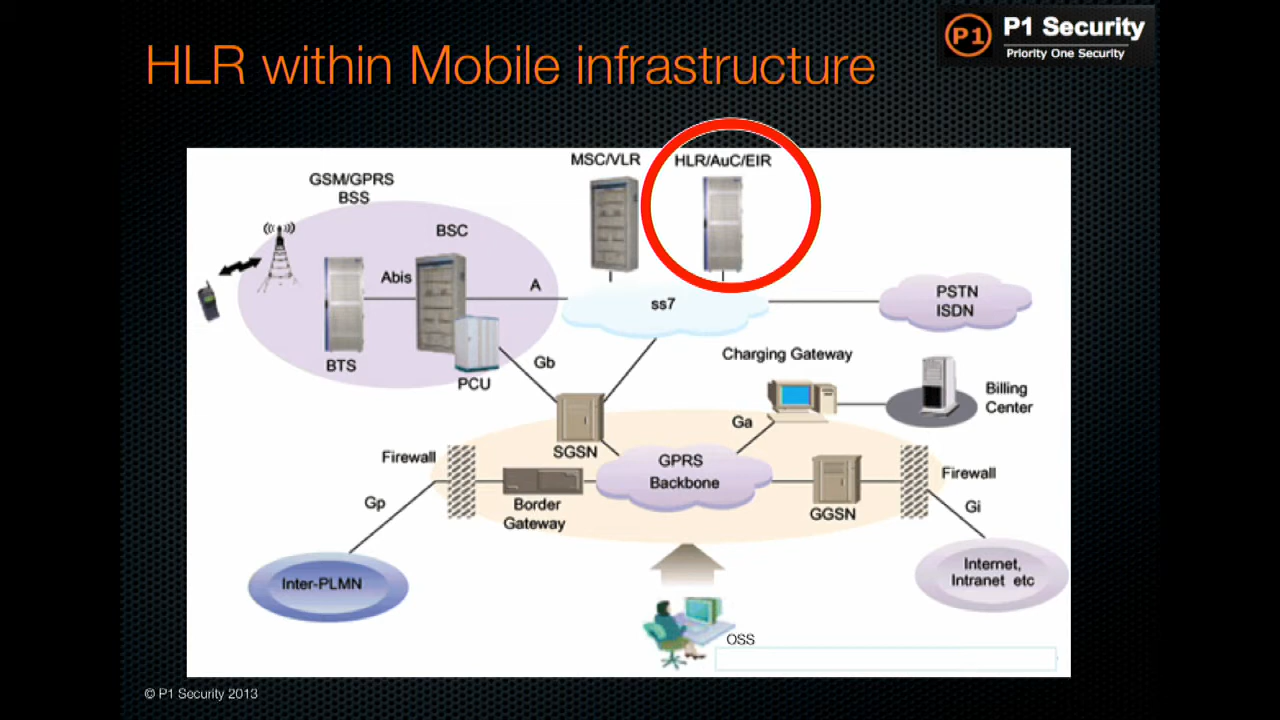 HLR within Mobile infrastructure
P1
P1 Security
Priority One Security
MSC/VLR
HLR/AuC/EIR
GSM/GPRS
BSS
BSC
Abis
A
ss7
PSTN
ISDN
BTS
PCU
Gb
Charging Gateway
Billing
Center
Ga
SGSN
Firewall
GPRS
Backbone
Firewall
Gp
Border
Gateway
GGSN
Gi
Inter-PLMN
Internet,
Intranet etc
OSS
© P1 Security 2013